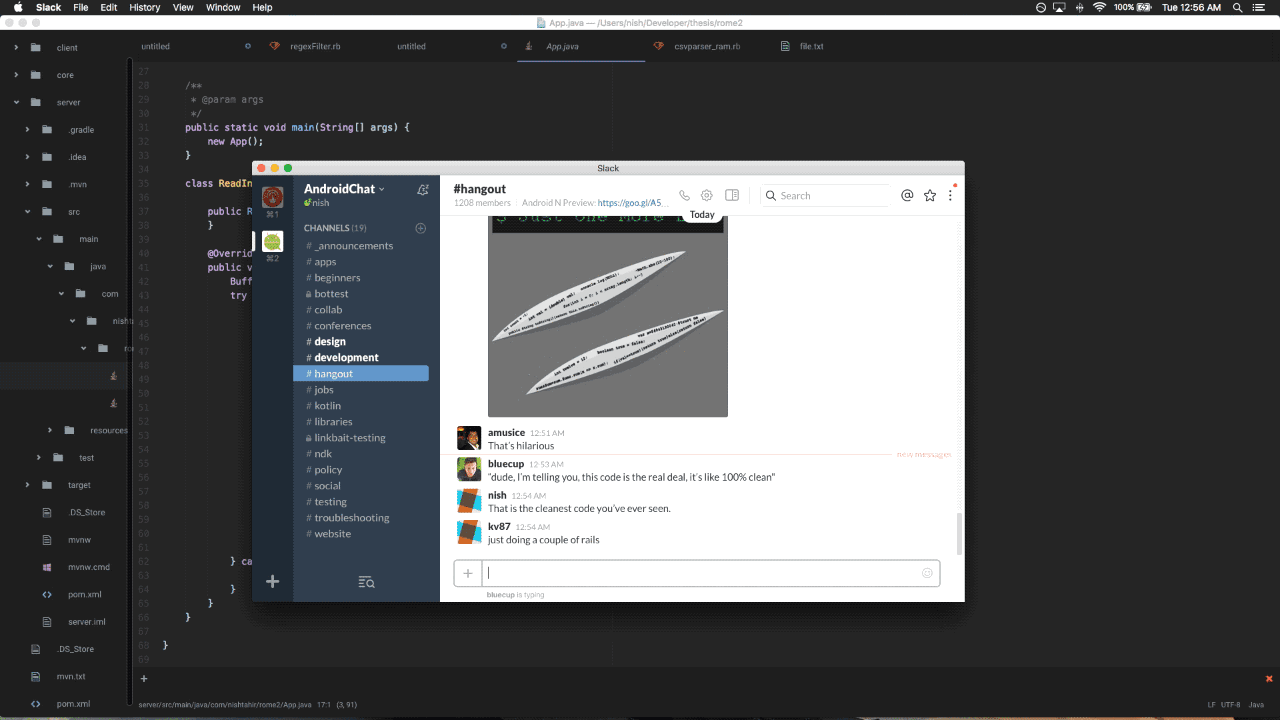 Slack File Edit History Window Help
100% Tue 12:56 AM
App.java — /Users/nish/Developer/thesis/rome2
untitled regexFilter.rb untitled App.java csvparser_ram.rb file.txt
client
core
server
.gradle
.idea
.mvn
src
main
java
com
resources
test
target
.DS_Store
mvnw
mvnw.cmd
pom.xml
server.iml
.DS_Store
mvn.txt
pom.xml
27
28 /**
29 * @param args
30 */
31 public static void main(String[] args) {
32 new App();
33 }
34
35 class ReadIn
36
37 public R
38 }
39
40 @Overrid
41 public v
42 Buff
43 try
44
45
46
47
48
49
50
51
52
53
54
55
56
57
58
59
60
61
62 } ca
63
64 }
65 }
66 }
67
68 }
69
server/src/main/java/com/nishtahir/rome2/App.java 17:1 (3, 91)
LF UTF-8 Java
Slack
⌘1
⌘2
AndroidChat
nish
CHANNELS (19)
# _announcements
# apps
# beginners
bottest
# collab
# conferences
# design
# development
# hangout
# jobs
# kotlin
# libraries
linkbait-testing
# ndk
# policy
# social
# testing
# troubleshooting
# website
#hangout
1208 members | Android N Preview: https://goo.gl/A5...
Search
Today
$ Just One More
amusice 12:51 AM
That's hilarious
new messages
bluecup 12:53 AM
"dude, I'm telling you, this code is the real deal, it's like 100% clean"
nish 12:54 AM
That is the cleanest code you've ever seen.
kv87 12:54 AM
just doing a couple of rails
bluecup is typing